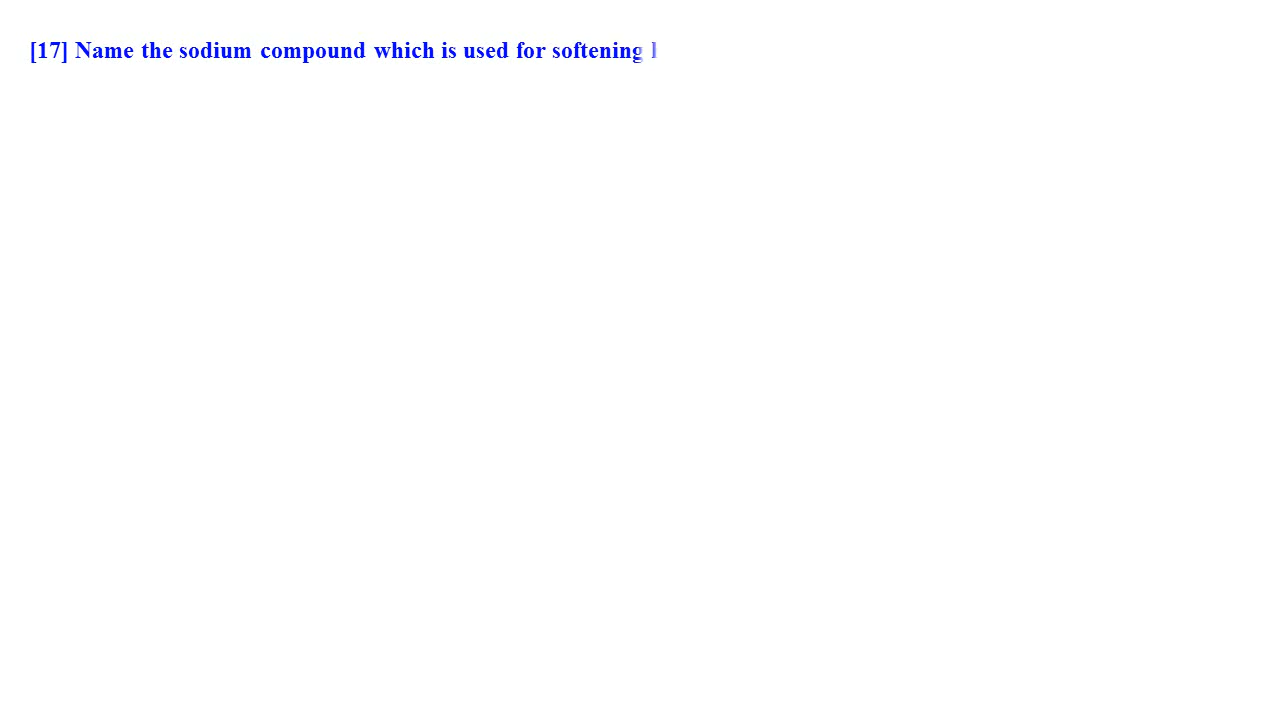 [17] Name the sodium compound which is used for softening